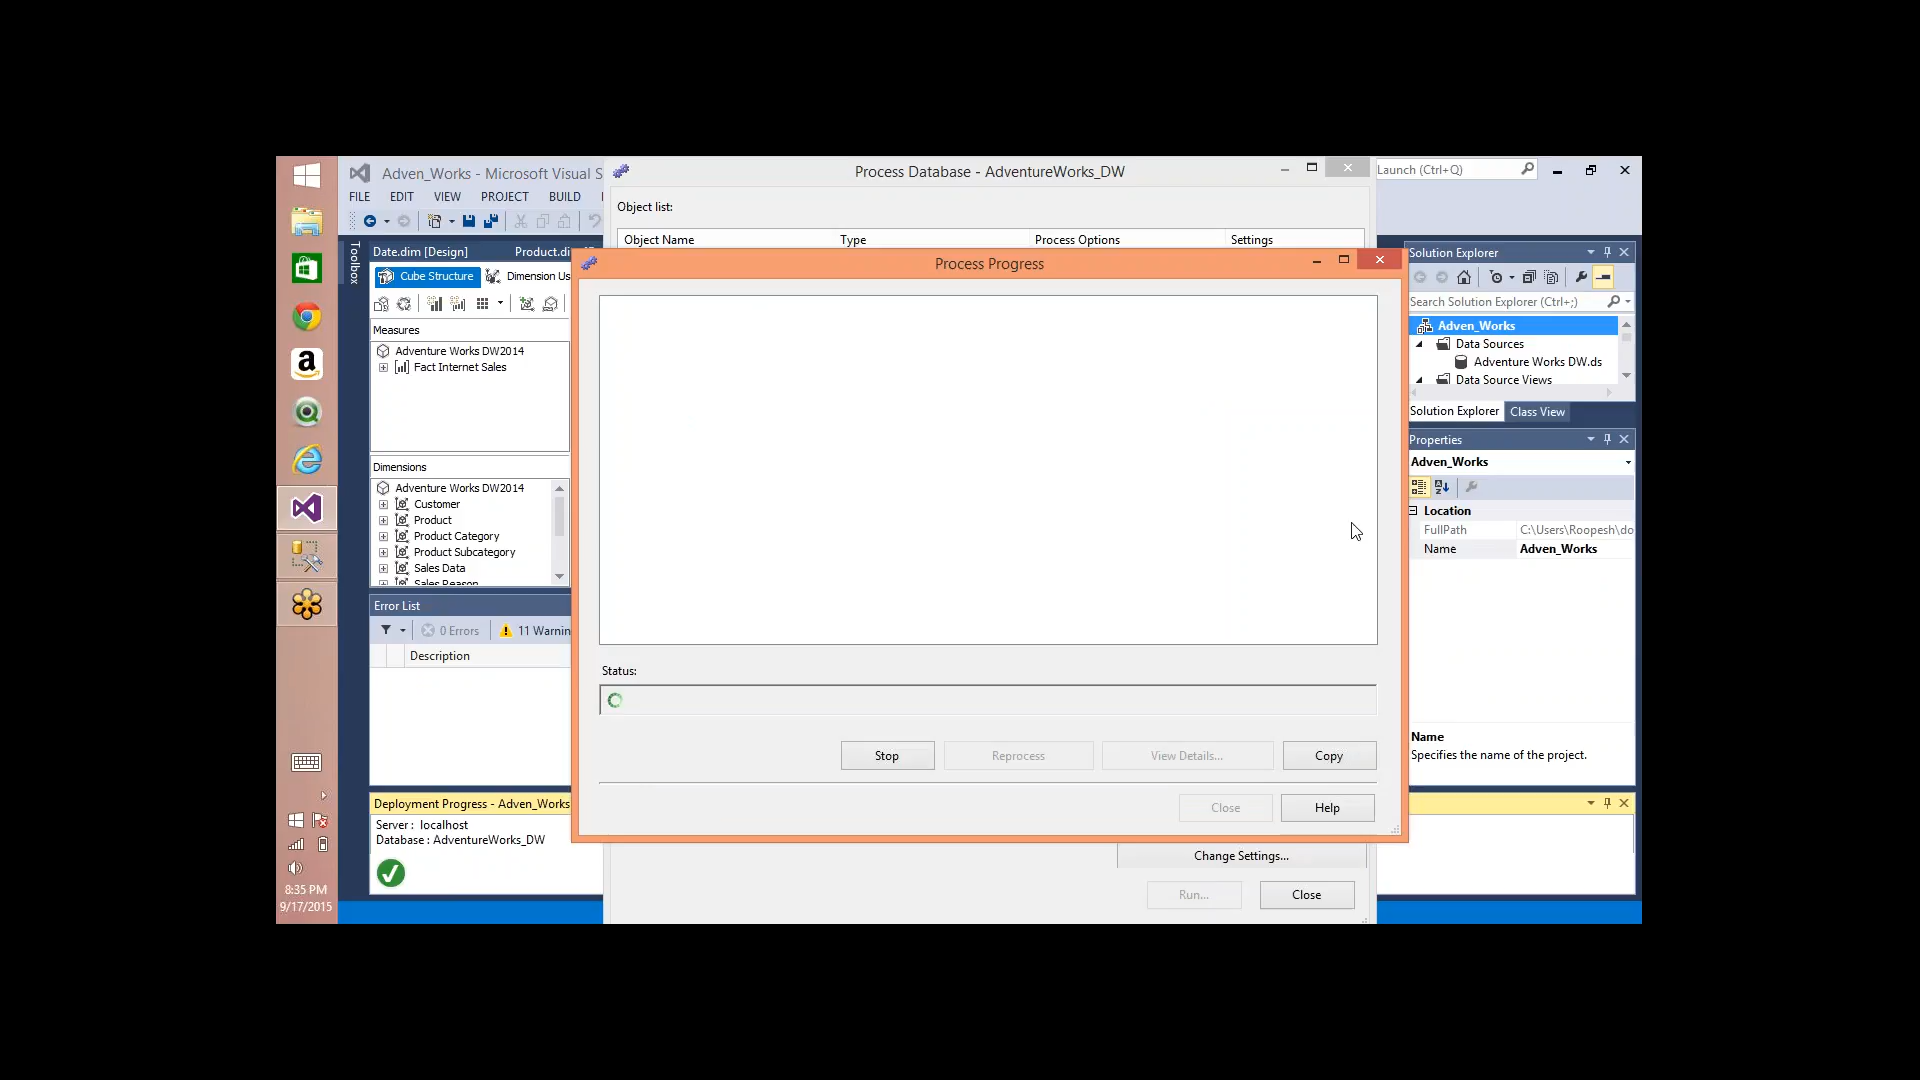 Adven_Works - Microsoft Visual S
FILE EDIT VIEW PROJECT BUILD
Launch (Ctrl+Q)
Process Database - AdventureWorks_DW
Object list:
Object Name Type Process Options Settings
Toolbox
Date.dim [Design] Product.di
Cube Structure Dimension Us
Measures
Adventure Works DW2014
Fact Internet Sales
Dimensions
Adventure Works DW2014
Customer
Product
Product Category
Product Subcategory
Sales Data
Sales Reason
Error List
0 Errors 11 Warnin
Description
Deployment Progress - Adven_Works
Server : localhost
Database : AdventureWorks_DW
Process Progress
Status:
Stop Reprocess View Details... Copy
Close Help
Change Settings...
Run... Close
Solution Explorer
Search Solution Explorer (Ctrl+;)
Adven_Works
Data Sources
Adventure Works DW.ds
Data Source Views
Solution Explorer Class View
Properties
Adven_Works
Location
FullPath C:\Users\Roopesh\do
Name Adven_Works
Name
Specifies the name of the project.
8:35 PM
9/17/2015